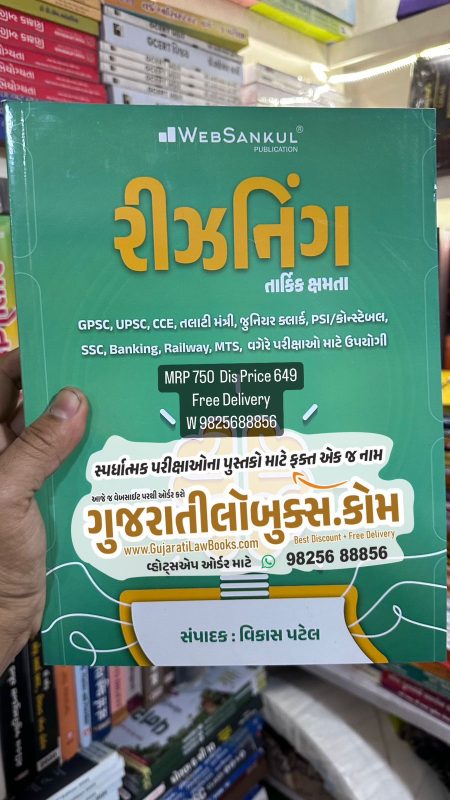 WEBSANKUL®
PUBLICATION
રીઝનિંગ
તાર્કિક ક્ષમતા
GPSC, UPSC, CCE, તલાટી મંત્રી, જુનિયર ક્લાર્ક, PSI/કોન્સ્ટેબલ,
SSC, Banking, Railway, MTS, વગેરે પરીક્ષાઓ માટે ઉપયોગી
MRP 750 Dis Price 649
Free Delivery
W 9825688856
સ્પર્ધાત્મક પરીક્ષાઓના પુસ્તકો માટે ફક્ત એક જ નામ
આજે જ વેબસાઈટ પરથી ઓર્ડર કરો
ગુજરાતીલોબુક્સ.કોમ
www.GujaratiLawBooks.com
Best Discount + Free Delivery
વ્હોટ્સએપ ઓર્ડર માટે 98256 88856
સંપાદક : વિકાસ પટેલ